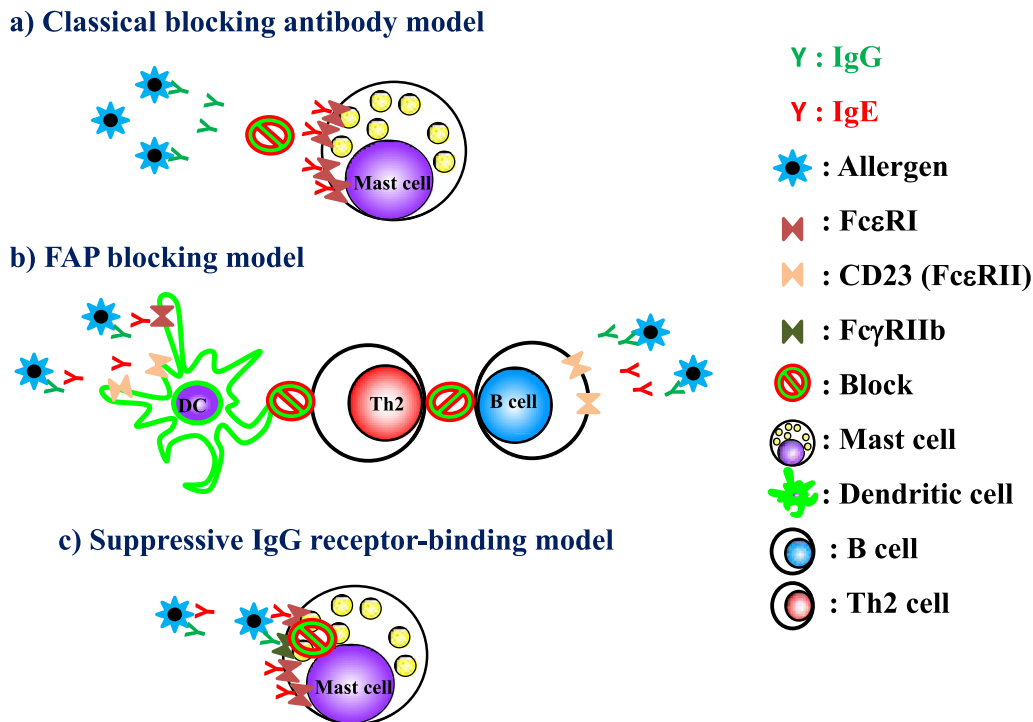 a) Classical blocking antibody model
Mast cell
b) FAP blocking model
DC
Th2
B cell
c) Suppressive IgG receptor-binding model
Mast cell
: IgG
: IgE
: Allergen
: FcεRI
: CD23 (FcεRII)
: FcγRIIb
: Block
: Mast cell
: Dendritic cell
: B cell
: Th2 cell